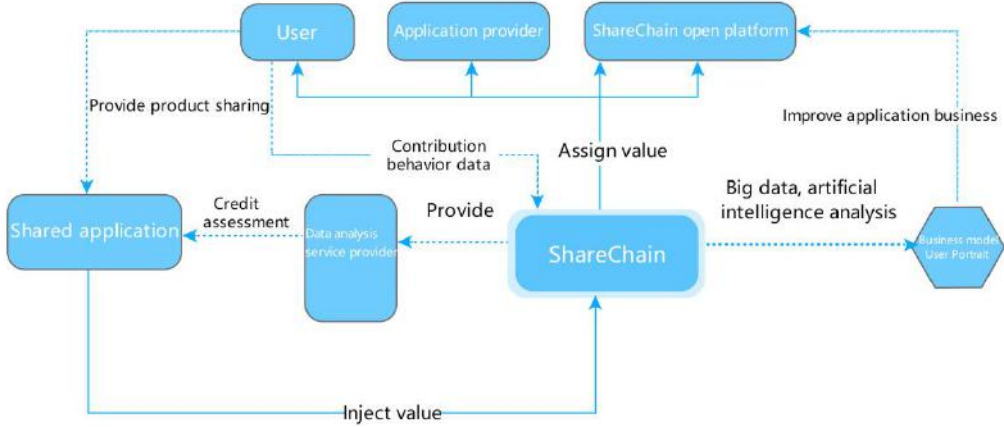 User
Application provider
ShareChain open platform
Provide product sharing
Improve application business
Contribution
behavior data
Assign value
Big data, artificial
intelligence analysis
Shared application
Credit
assessment
Data analysis
service provider
Provide
ShareChain
Business model
User Portrait
Inject value